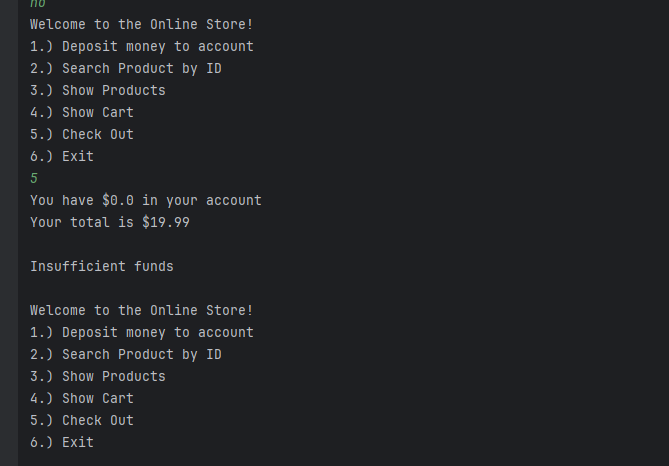 no
Welcome to the Online Store!
1.) Deposit money to account
2.) Search Product by ID
3.) Show Products
4.) Show Cart
5.) Check Out
6.) Exit
5
You have $0.0 in your account
Your total is $19.99
Insufficient funds
Welcome to the Online Store!
1.) Deposit money to account
2.) Search Product by ID
3.) Show Products
4.) Show Cart
5.) Check Out
6.) Exit